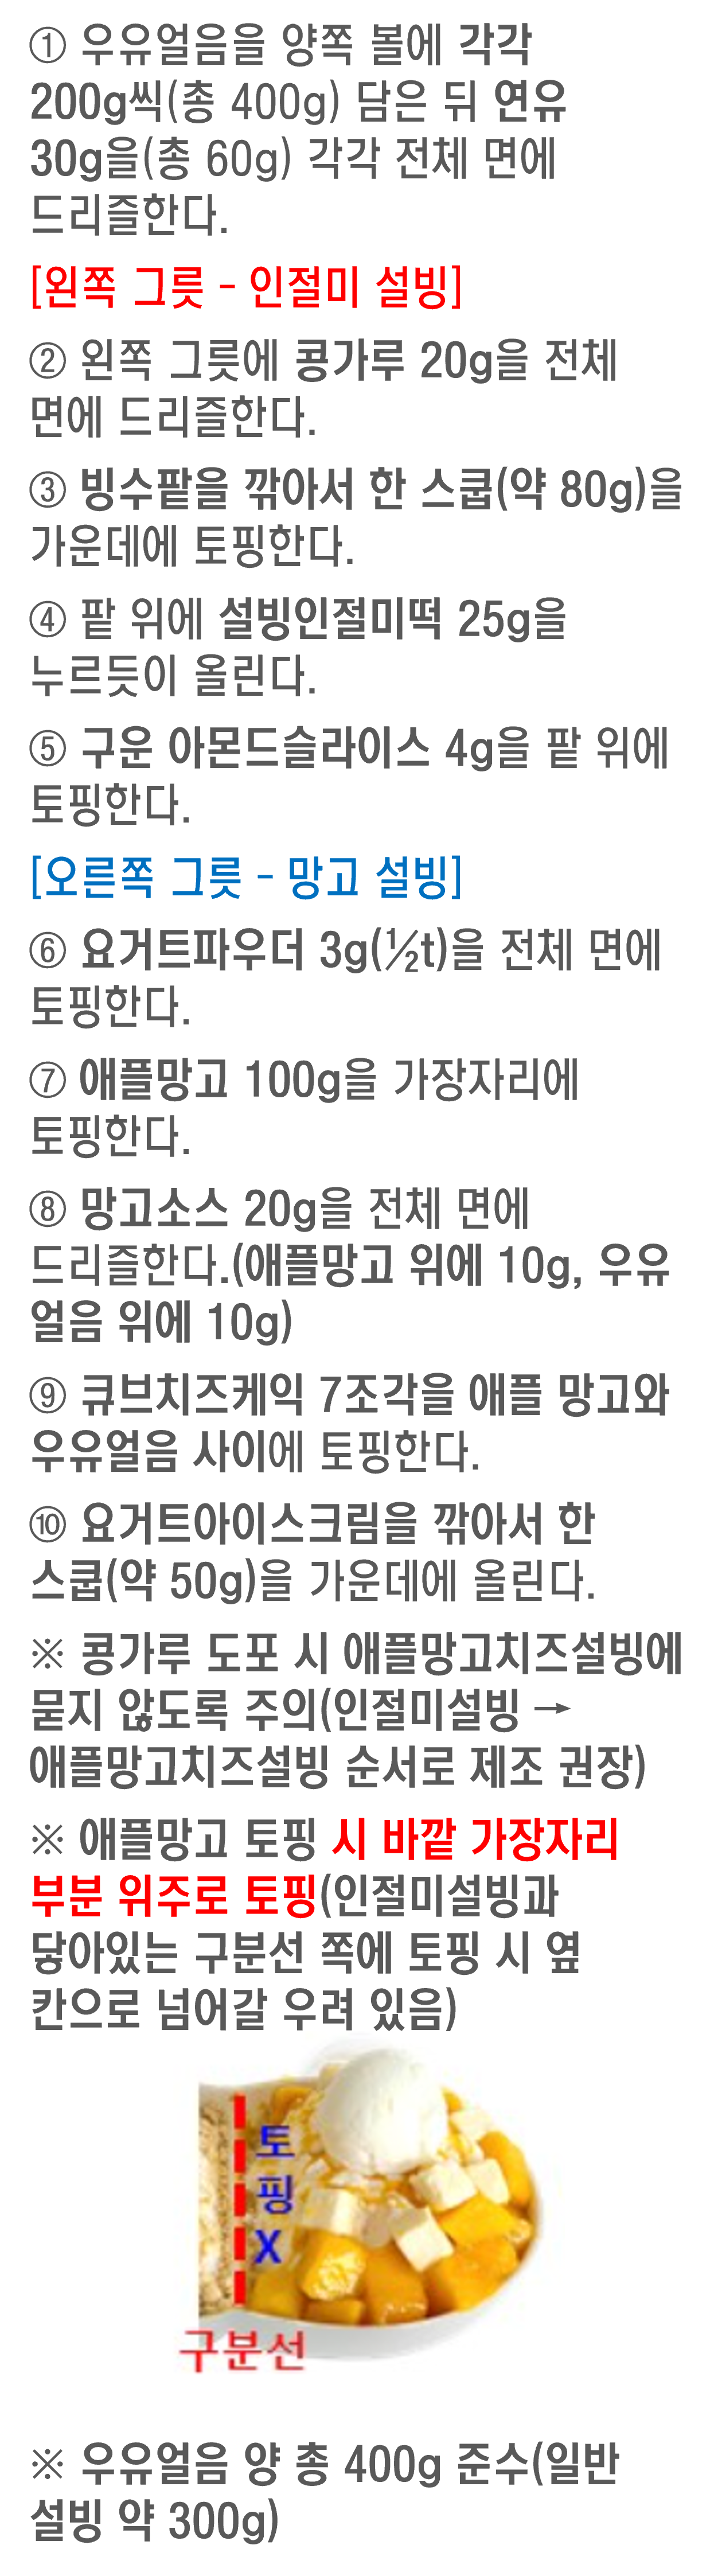 ① 우유얼음을 양쪽 볼에 각각
200g씩(총 400g) 담은 뒤 연유
30g을(총 60g) 각각 전체 면에
드리즐한다.
[왼쪽 그릇 - 인절미 설빙]
② 왼쪽 그릇에 콩가루 20g을 전체
면에 드리즐한다.
③ 빙수팥을 깎아서 한 스쿱(약 80g)을
가운데에 토핑한다.
④ 팥 위에 설빙인절미떡 25g을
누르듯이 올린다.
⑤ 구운 아몬드슬라이스 4g을 팥 위에
토핑한다.
[오른쪽 그릇 - 망고 설빙]
⑥ 요거트파우더 3g(½t)을 전체 면에
토핑한다.
⑦ 애플망고 100g을 가장자리에
토핑한다.
⑧ 망고소스 20g을 전체 면에
드리즐한다.(애플망고 위에 10g, 우유
얼음 위에 10g)
⑨ 큐브치즈케익 7조각을 애플 망고와
우유얼음 사이에 토핑한다.
⑩ 요거트아이스크림을 깎아서 한
스쿱(약 50g)을 가운데에 올린다.
※ 콩가루 도포 시 애플망고치즈설빙에
묻지 않도록 주의(인절미설빙 →
애플망고치즈설빙 순서로 제조 권장)
※ 애플망고 토핑 시 바깥 가장자리
부분 위주로 토핑(인절미설빙과
닿아있는 구분선 쪽에 토핑 시 옆
칸으로 넘어갈 우려 있음)
토
핑
X
구분선
※ 우유얼음 양 총 400g 준수(일반
설빙 약 300g)